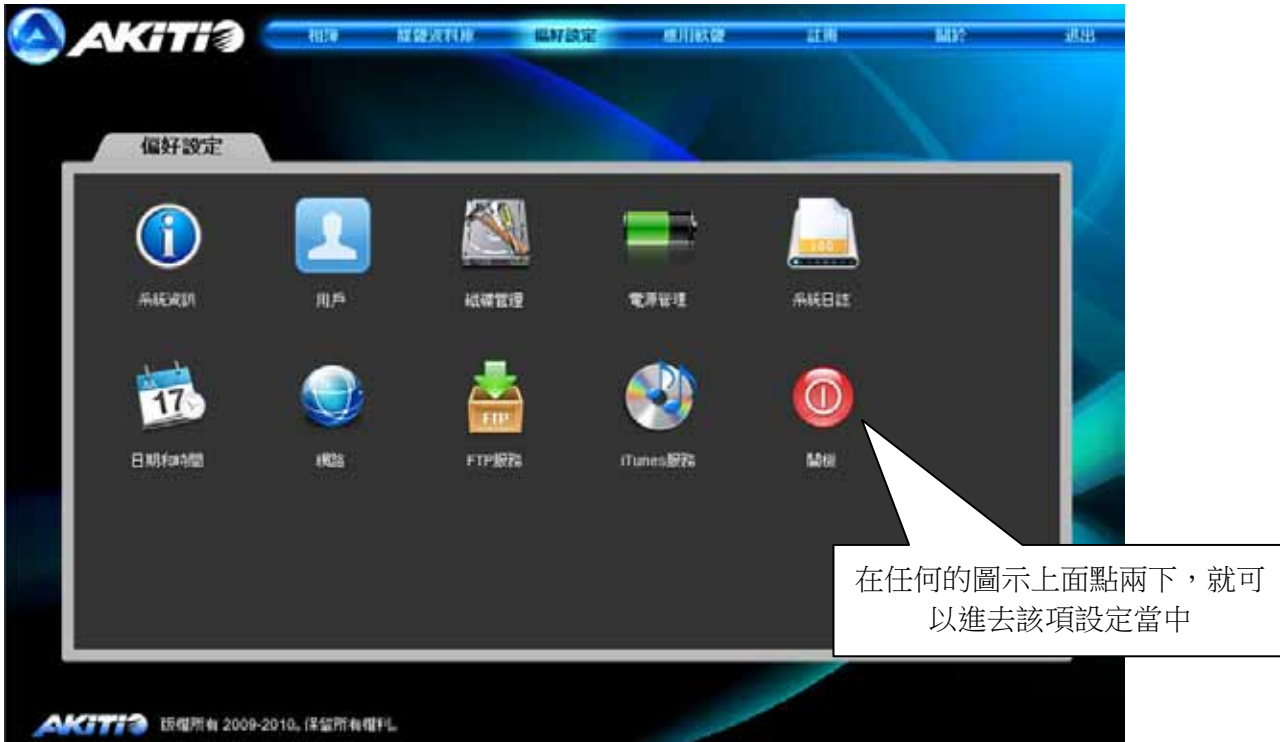 AKiTiO
相簿 媒體資料庫 偏好設定 應用軟體 註冊 關於 退出
偏好設定
LOG
系統資訊 用戶 磁碟管理 電源管理 系統日誌
JUL
17
FTP
日期和時間 網路 FTP服務 iTunes服務 關機
在任何的圖示上面點兩下，就可
以進去該項設定當中
AKiTiO 版權所有 2009-2010。保留所有權利。